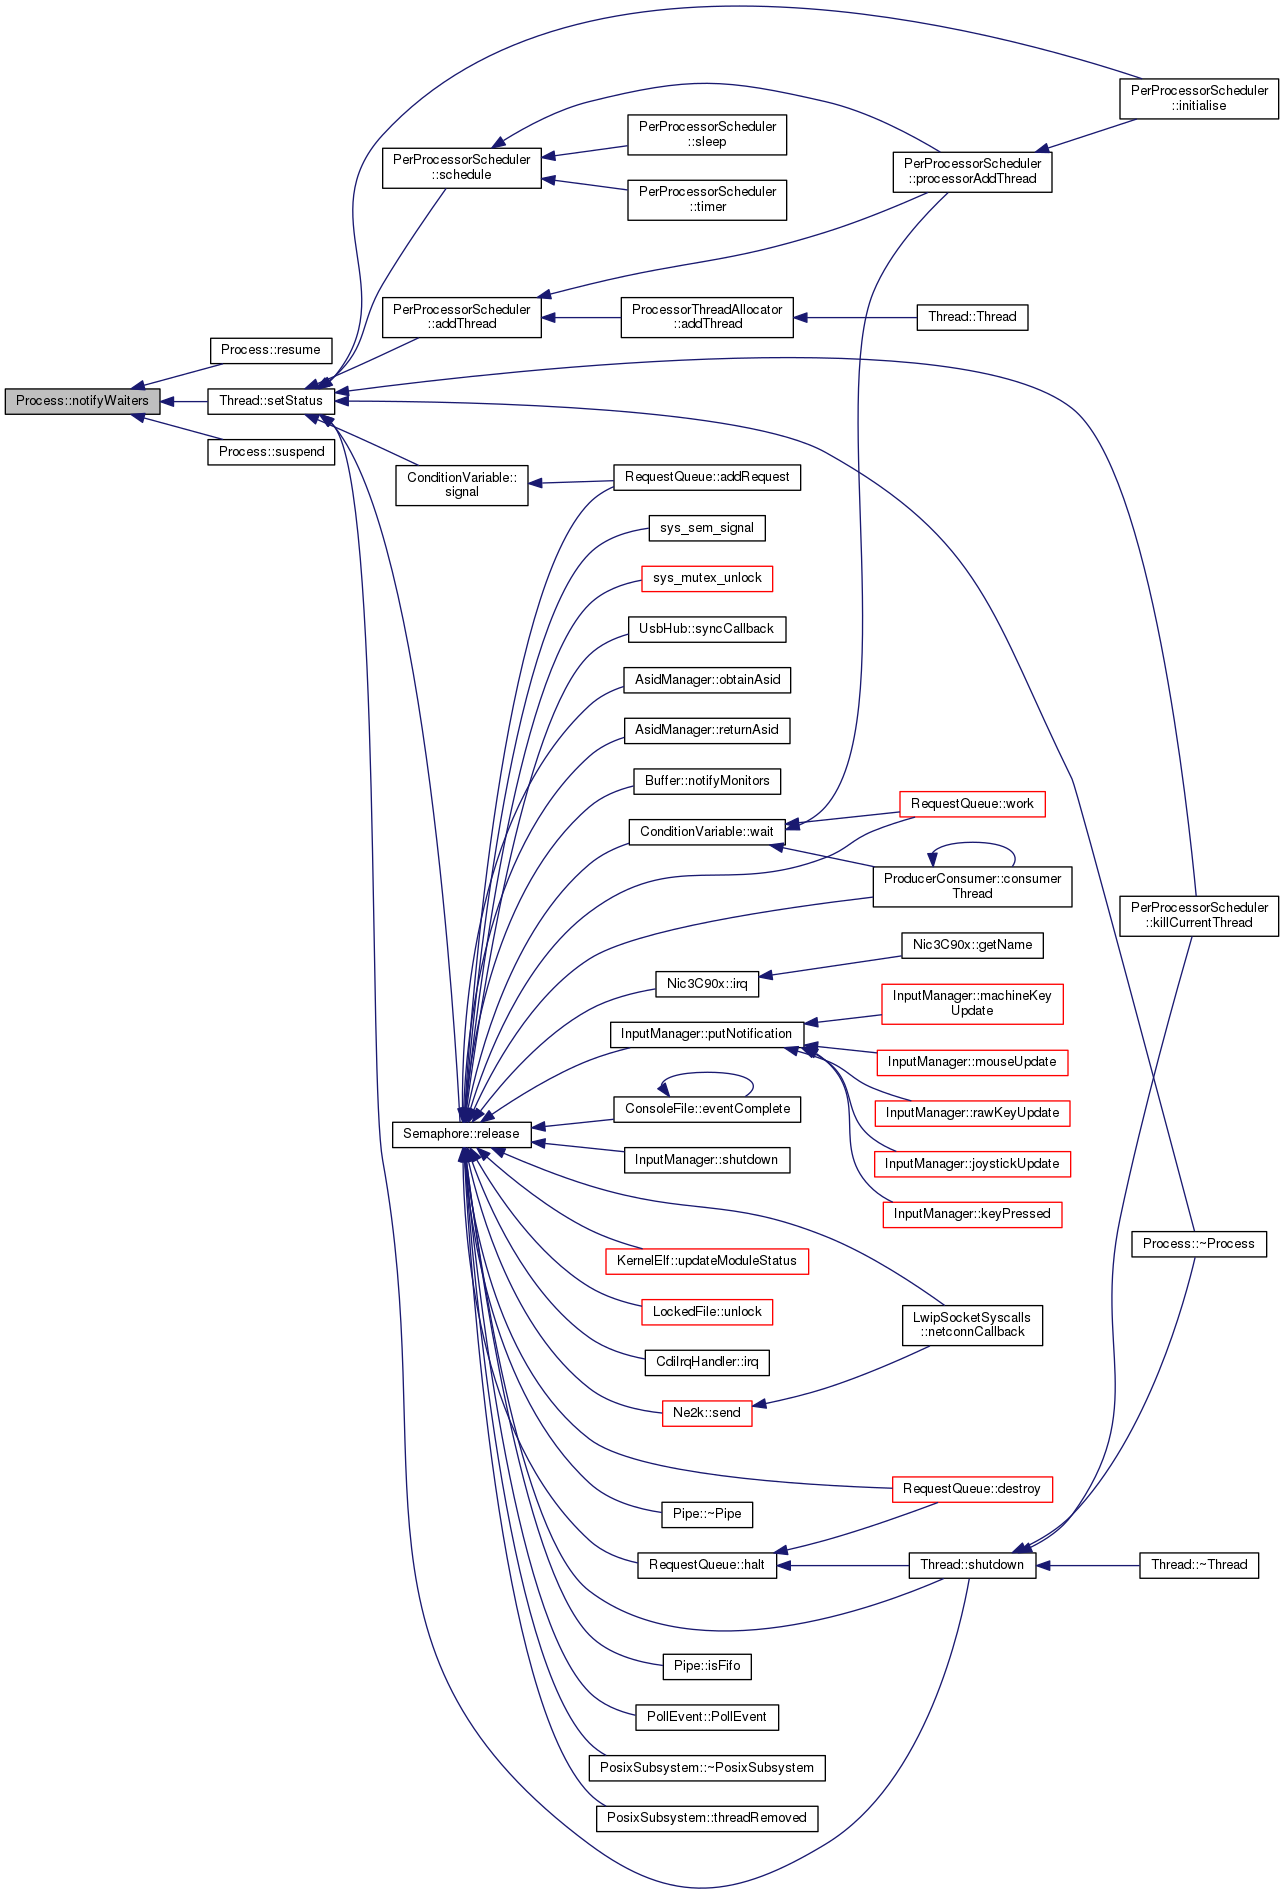 PerProcessorScheduler
::initialise
PerProcessorScheduler
::sleep
PerProcessorScheduler
::schedule
PerProcessorScheduler
::processorAddThread
PerProcessorScheduler
::timer
PerProcessorScheduler
::addThread
ProcessorThreadAllocator
::addThread
Thread::Thread
Process::resume
Process::notifyWaiters
Thread::setStatus
Process::suspend
ConditionVariable::
signal
RequestQueue::addRequest
sys_sem_signal
sys_mutex_unlock
UsbHub::syncCallback
AsidManager::obtainAsid
AsidManager::returnAsid
Buffer::notifyMonitors
RequestQueue::work
ConditionVariable::wait
ProducerConsumer::consumer
Thread
PerProcessorScheduler
::killCurrentThread
Nic3C90x::getName
Nic3C90x::irq
InputManager::machineKey
Update
InputManager::putNotification
InputManager::mouseUpdate
ConsoleFile::eventComplete
InputManager::rawKeyUpdate
Semaphore::release
InputManager::shutdown
InputManager::joystickUpdate
InputManager::keyPressed
Process::~Process
KernelElf::updateModuleStatus
LockedFile::unlock
LwipSocketSyscalls
::netconnCallback
CdiIrqHandler::irq
Ne2k::send
RequestQueue::destroy
Pipe::~Pipe
RequestQueue::halt
Thread::shutdown
Thread::~Thread
Pipe::isFifo
PollEvent::PollEvent
PosixSubsystem::~PosixSubsystem
PosixSubsystem::threadRemoved